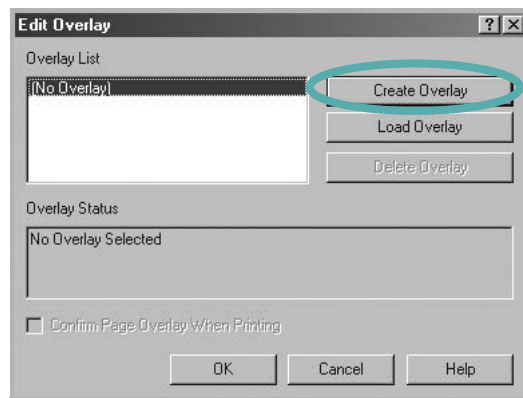 Edit Overlay
Overlay List
(No Overlay)
Create Overlay
Load Overlay
Delete Overlay
Overlay Status
No Overlay Selected
Confirm Page Overlay When Printing
OK Cancel Help